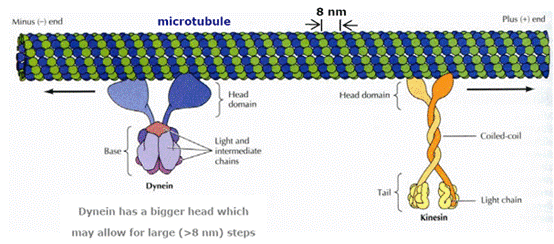 8 nm
Minus (–) end
microtubule
Plus (+) end
Head
domain
Head domain
Base
Light and
intermediate
chains
Dynein
Coiled-coil
Tail
Light chain
Kinesin
Dynein has a bigger head which
may allow for large (>8 nm) steps